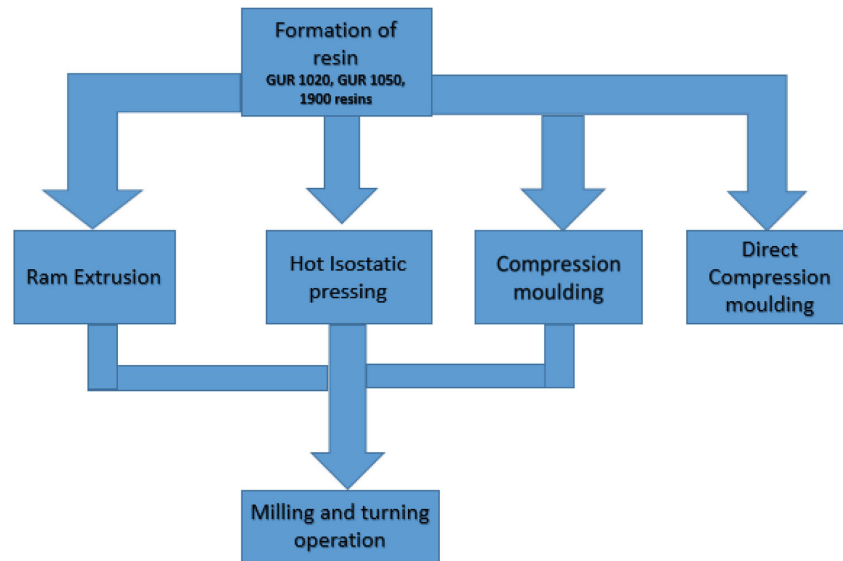 Formation of
resin
GUR 1020, GUR 1050,
1900 resins
Ram Extrusion
Hot Isostatic
pressing
Compression
moulding
Direct
Compression
moulding
Milling and turning
operation